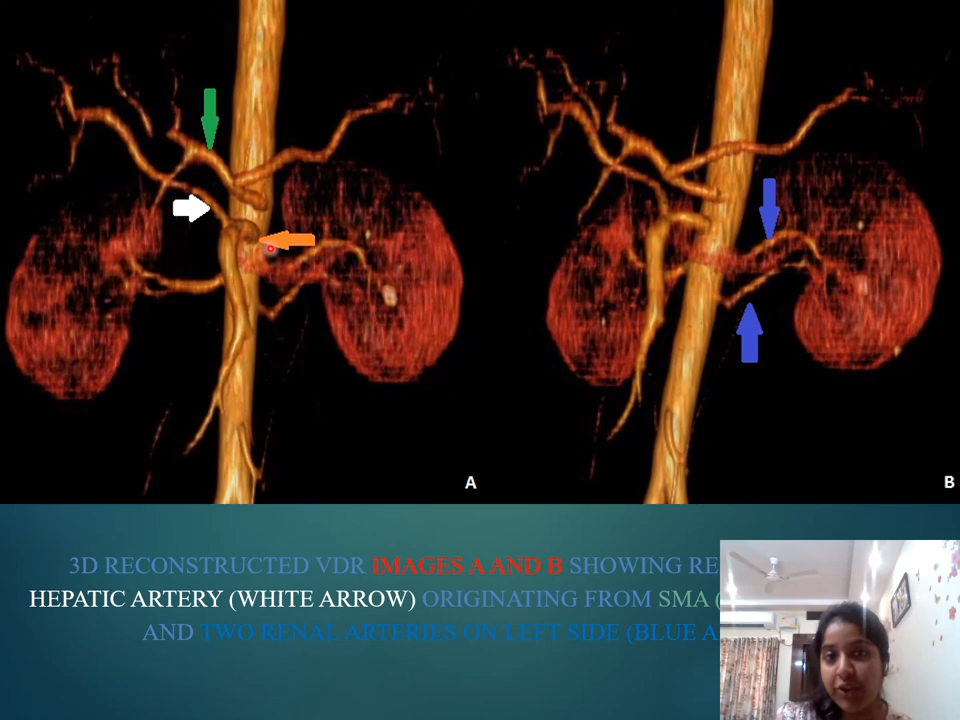 A
B
3D RECONSTRUCTED VDR IMAGES A AND B SHOWING
HEPATIC ARTERY (WHITE ARROW) ORIGINATING FROM SMA
AND TWO RENAL ARTERIES ON LEFT SIDE (BLUE